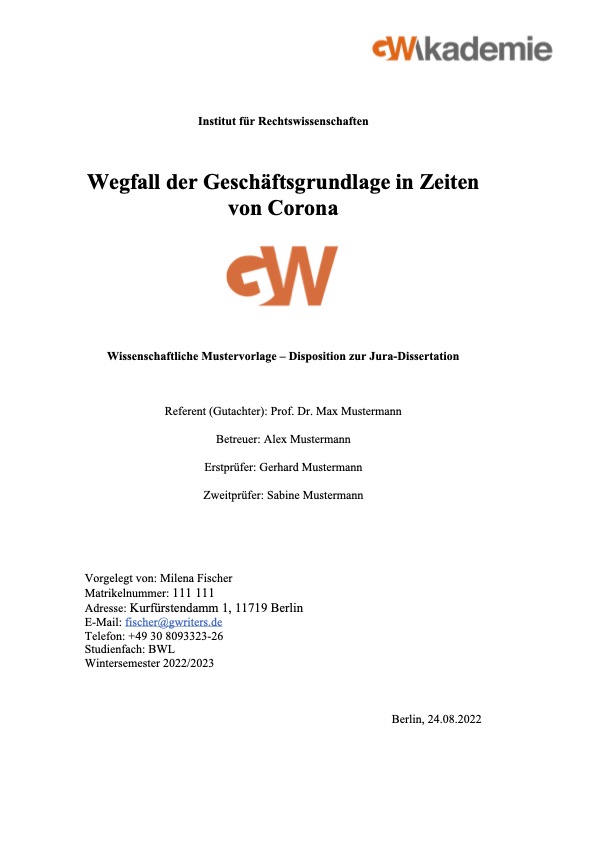 GWAkademie
Institut für Rechtswissenschaften
Wegfall der Geschäftsgrundlage in Zeiten
von Corona
GW
Wissenschaftliche Mustervorlage – Disposition zur Jura-Dissertation
Referent (Gutachter): Prof. Dr. Max Mustermann
Betreuer: Alex Mustermann
Erstprüfer: Gerhard Mustermann
Zweitprüfer: Sabine Mustermann
Vorgelegt von: Milena Fischer
Matrikelnummer: 111 111
Adresse: Kurfürstendamm 1, 11719 Berlin
E-Mail: fischer@gwriters.de
Telefon: +49 30 8093323-26
Studienfach: BWL
Wintersemester 2022/2023
Berlin, 24.08.2022